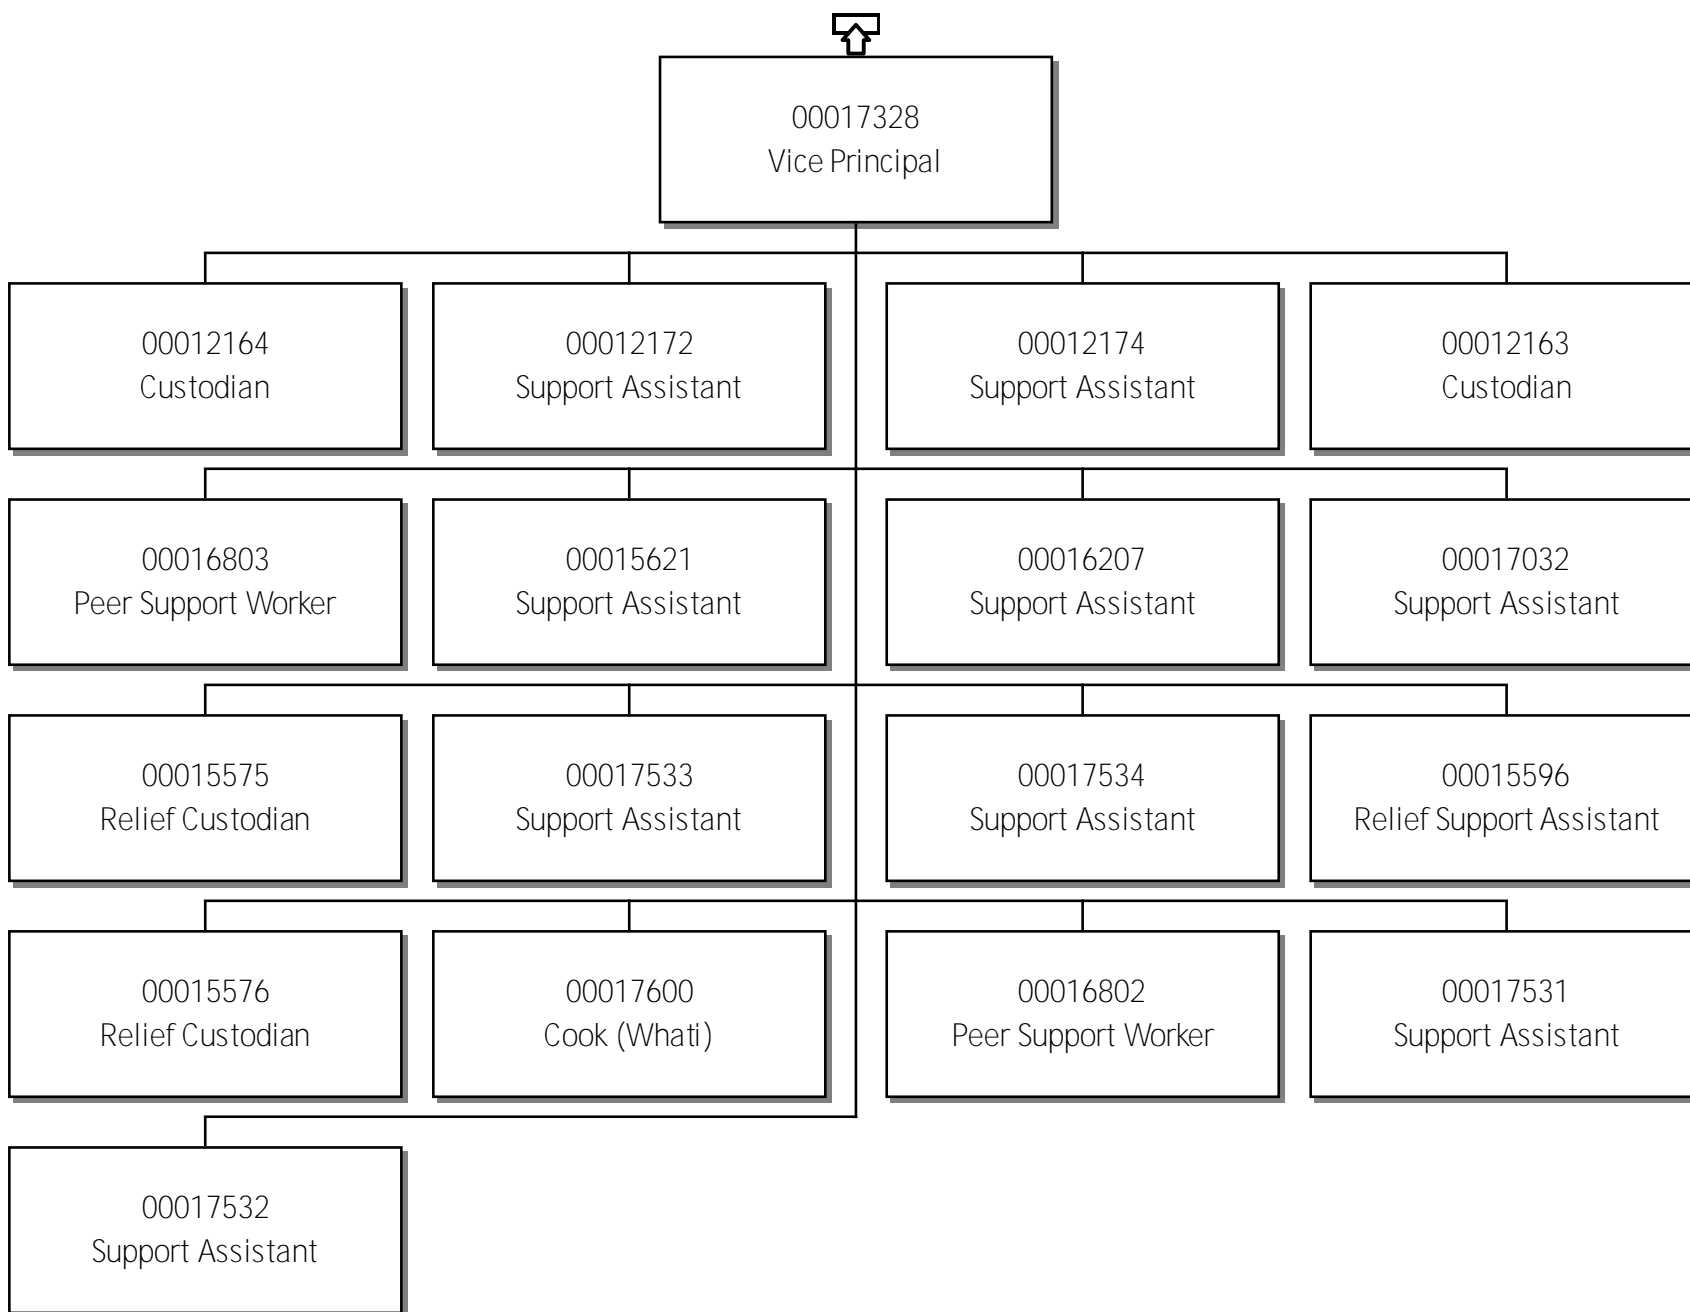 00017328
Vice Principal
00012164
Custodian
00012172
Support Assistant
00012174
Support Assistant
00012163
Custodian
00016803
Peer Support Worker
00015621
Support Assistant
00016207
Support Assistant
00017032
Support Assistant
00015575
Relief Custodian
00017533
Support Assistant
00017534
Support Assistant
00015596
Relief Support Assistant
00015576
Relief Custodian
00017600
Cook (Whati)
00016802
Peer Support Worker
00017531
Support Assistant
00017532
Support Assistant